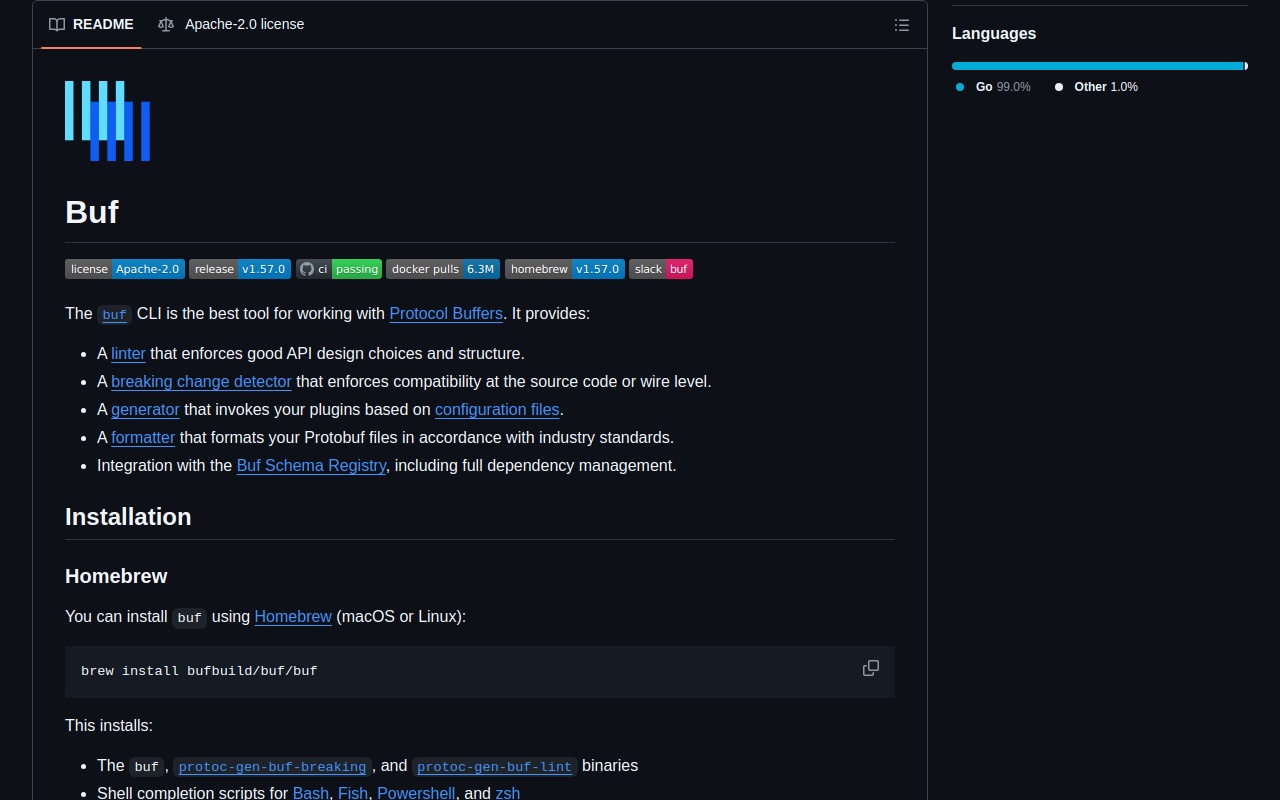 README
Apache-2.0 license
Languages
Go 99.0%
Other 1.0%
Buf
license Apache-2.0
release v1.57.0
ci passing
docker pulls 6.3M
homebrew v1.57.0
slack buf
The buf CLI is the best tool for working with Protocol Buffers. It provides:
A linter that enforces good API design choices and structure.
A breaking change detector that enforces compatibility at the source code or wire level.
A generator that invokes your plugins based on configuration files.
A formatter that formats your Protobuf files in accordance with industry standards.
Integration with the Buf Schema Registry, including full dependency management.
Installation
Homebrew
You can install buf using Homebrew (macOS or Linux):
brew install bufbuild/buf/buf
This installs:
The buf, protoc-gen-buf-breaking, and protoc-gen-buf-lint binaries
Shell completion scripts for Bash, Fish, Powershell, and zsh